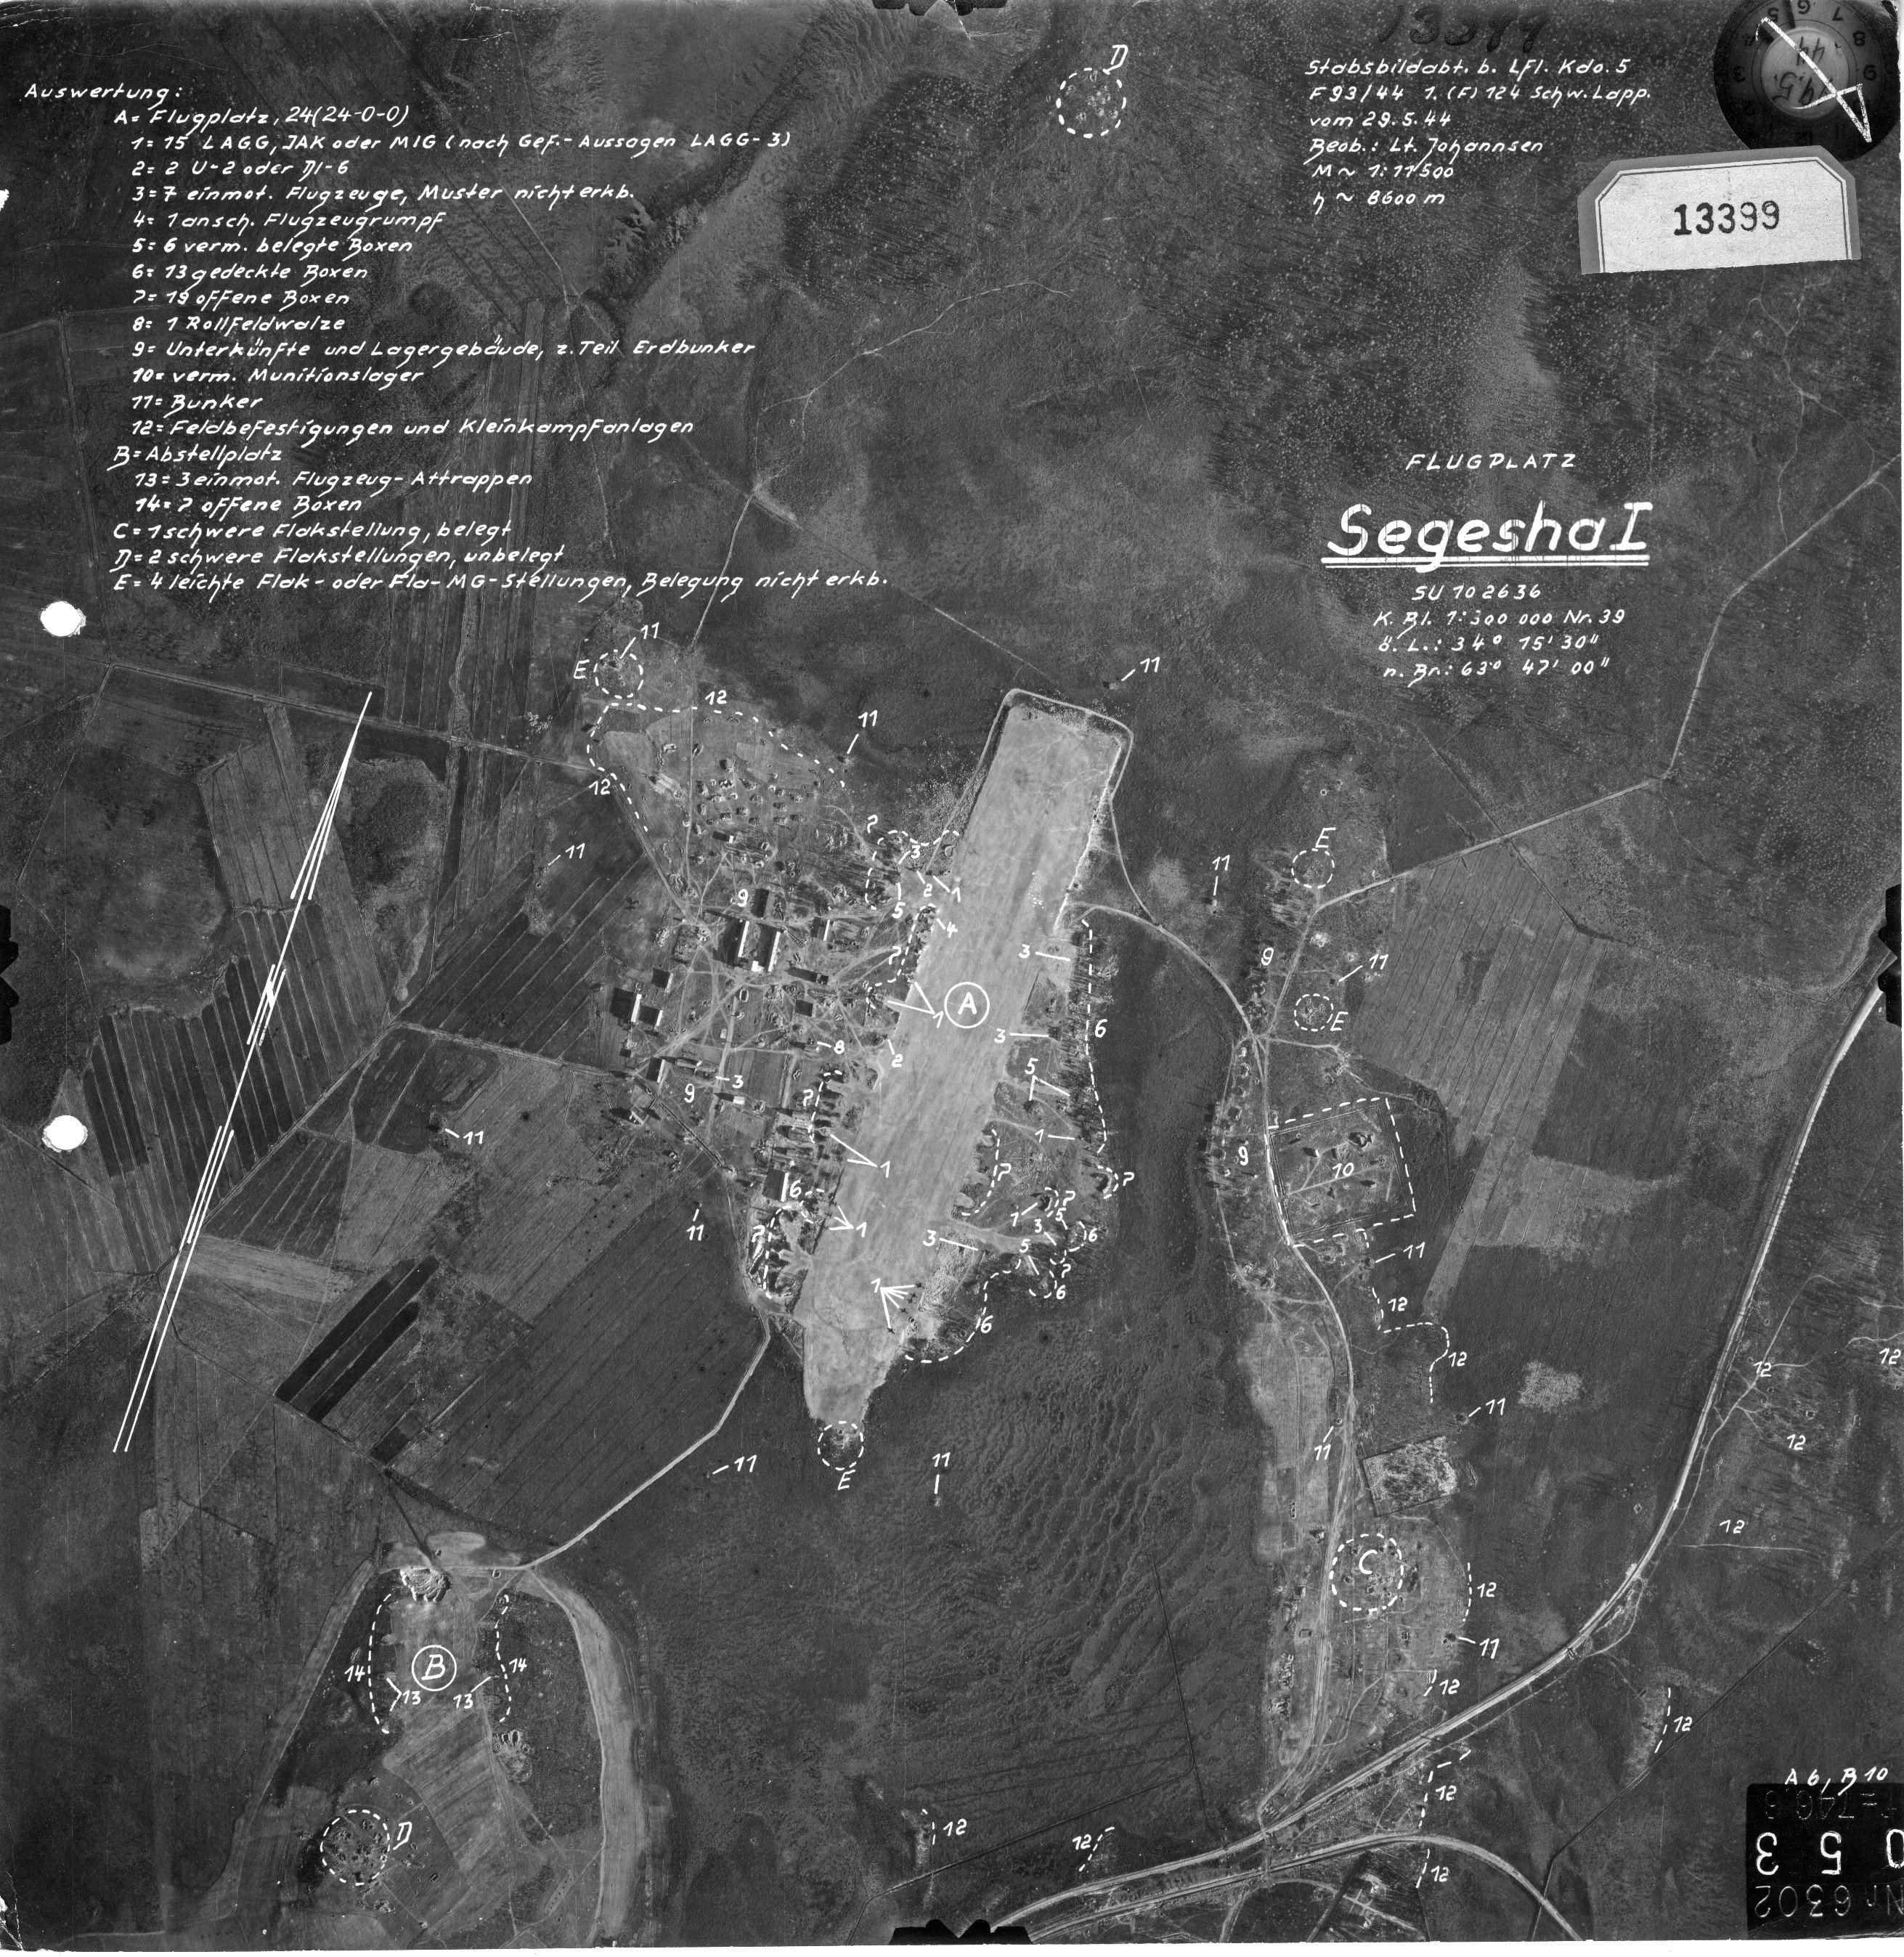 Auswertung:
A= Flugplatz, 24(24-0-0)
1= 15 LAGG, JAK oder MIG (nach Gef.- Aussagen LAGG-3)
2= 2 U-2 oder DI-6
3= 7 einmot. Flugzeuge, Muster nicht erkb.
4= 1 ansch. Flugzeugrumpf
5= 6 verm. belegte Boxen
6= 13 gedeckte Boxen
7= 19 offene Boxen
8= 1 Rollfeldwalze
9= Unterkünfte und Lagergebäude, z. Teil Erdbunker
10= verm. Munitionslager
11= Bunker
12= Feldbefestigungen und Kleinkampfanlagen
B= Abstellplatz
13= 3 einmot. Flugzeug-Attrappen
14= 7 offene Boxen
C= 1 schwere Flakstellung, belegt
D= 2 schwere Flakstellungen, unbelegt
E= 4 leichte Flak- oder Fla-MG-Stellungen, Belegung nicht erkb.
13399
Stabsbildabt. b. Lfl. Kdo. 5
F 93/44 1. (F) 124 Schw. Lapp.
vom 29.5.44
Beob.: Lt. Johannsen
M ~ 1:11500
h ~ 8600 m
13399
FLUGPLATZ
Segesha I
SU 102636
K. Bl. 1:300 000 Nr. 39
ö. L.: 34° 15' 30"
n. Br.: 63° 47' 00"
D
E
11
12
11
11
12
11
7
3
2
1
5
4
9
7
A
1
2
8
3
9
7
1
6
1
7
11
3
3
6
5
1
7
7
1
7
5
3
6
3
5
7
6
1
6
E
11
E
9
11
E
9
10
11
12
12
11
11
12
12
12
12
C
12
11
12
12
12
12
11
11
11
E
11
N
14
B
14
13
13
D
12
12
A 6, B 10
0 5 3
Nr 6302